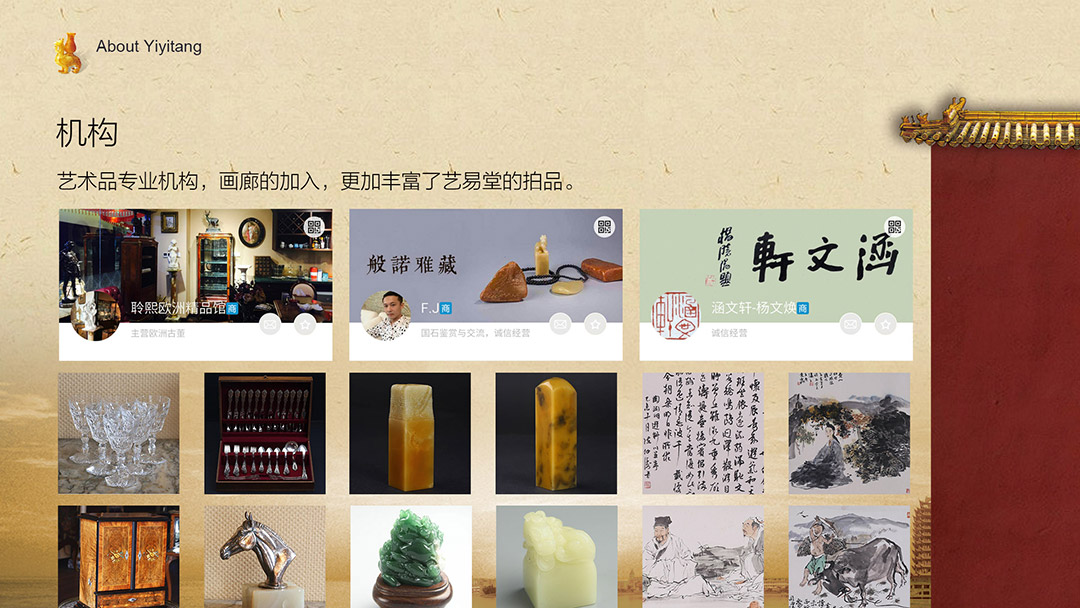 About Yiyitang
机构
艺术品专业机构，画廊的加入，更加丰富了艺易堂的拍品。
聆熙欧洲精品馆 商
主营欧洲古董
般諾雅藏
F.J 商
国石鉴赏与交流，诚信经营
軒文涵
涵文轩-杨文焕 商
诚信经营